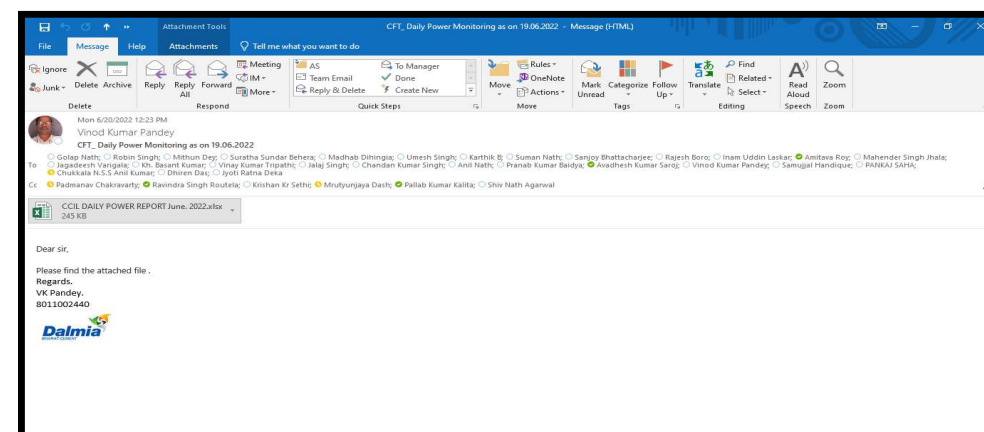 Attachment Tools
CFT_ Daily Power Monitoring as on 19.06.2022 - Message (HTML)
File Message Help Attachments Tell me what you want to do
Ignore
Junk
Delete Archive
Reply Reply All Forward
Meeting
IM
More
AS
Team Email
Reply & Delete
To Manager
Done
Create New
Move
Rules
OneNote
Actions
Mark Unread Categorize Follow Up
Translate
Find
Related
Select
Read Aloud
Zoom
Delete Respond Quick Steps Move Tags Editing Speech Zoom
Mon 6/20/2022 12:23 PM
Vinod Kumar Pandey
CFT_ Daily Power Monitoring as on 19.06.2022
To Golap Nath; Robin Singh; Mithun Dey; Suratha Sundar Behera; Madhab Dihingia; Umesh Singh; Karthik B; Suman Nath; Sanjoy Bhattacharjee; Rajesh Boro; Inam Uddin Laskar; Amitava Roy; Mahender Singh Jhala;
Jagadeesh Varigala; Kh. Basant Kumar; Vinay Kumar Tripathi; Jalaj Singh; Chandan Kumar Singh; Anil Nath; Pranab Kumar Baidya; Avadhesh Kumar Saroj; Vinod Kumar Pandey; Samujjal Handique; PANKAJ SAHA;
Chukkala N.S.S Anil Kumar; Dhiren Das; Jyoti Ratna Deka
Cc Padmanav Chakravarty; Ravindra Singh Routela; Krishan Kr Sethi; Mrutyunjaya Dash; Pallab Kumar Kalita; Shiv Nath Agarwal
CCIL DAILY POWER REPORT June. 2022.xlsx
245 KB
Dear sir,
Please find the attached file .
Regards.
VK Pandey.
8011002440
Dalmia
BHARAT CEMENT